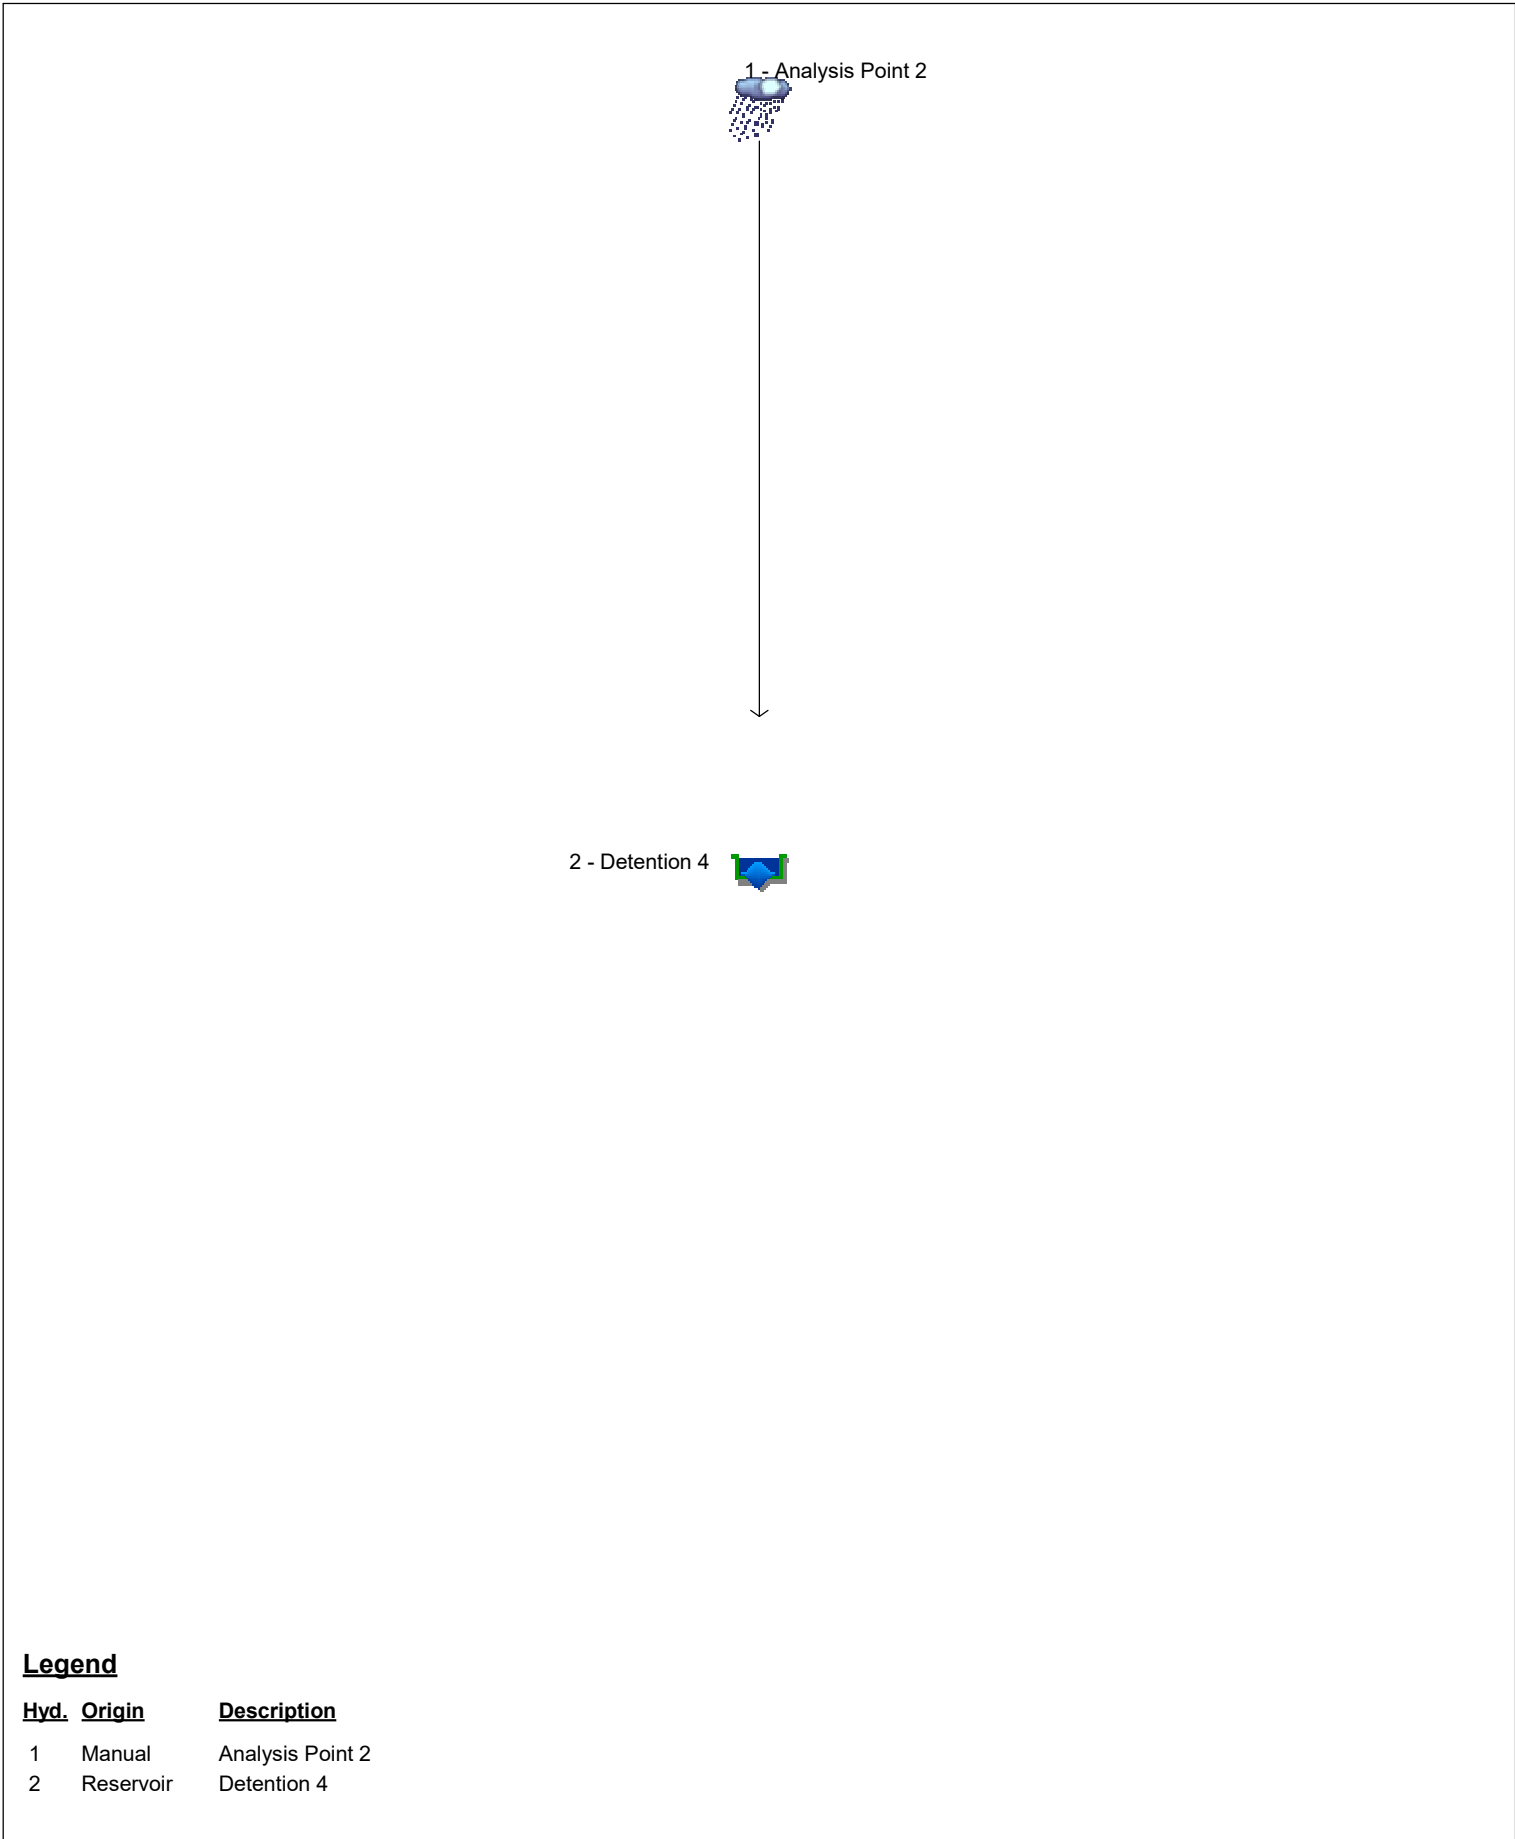 1 - Analysis Point 2
2 - Detention 4
Legend
Hyd. Origin Description
1 Manual Analysis Point 2
2 Reservoir Detention 4